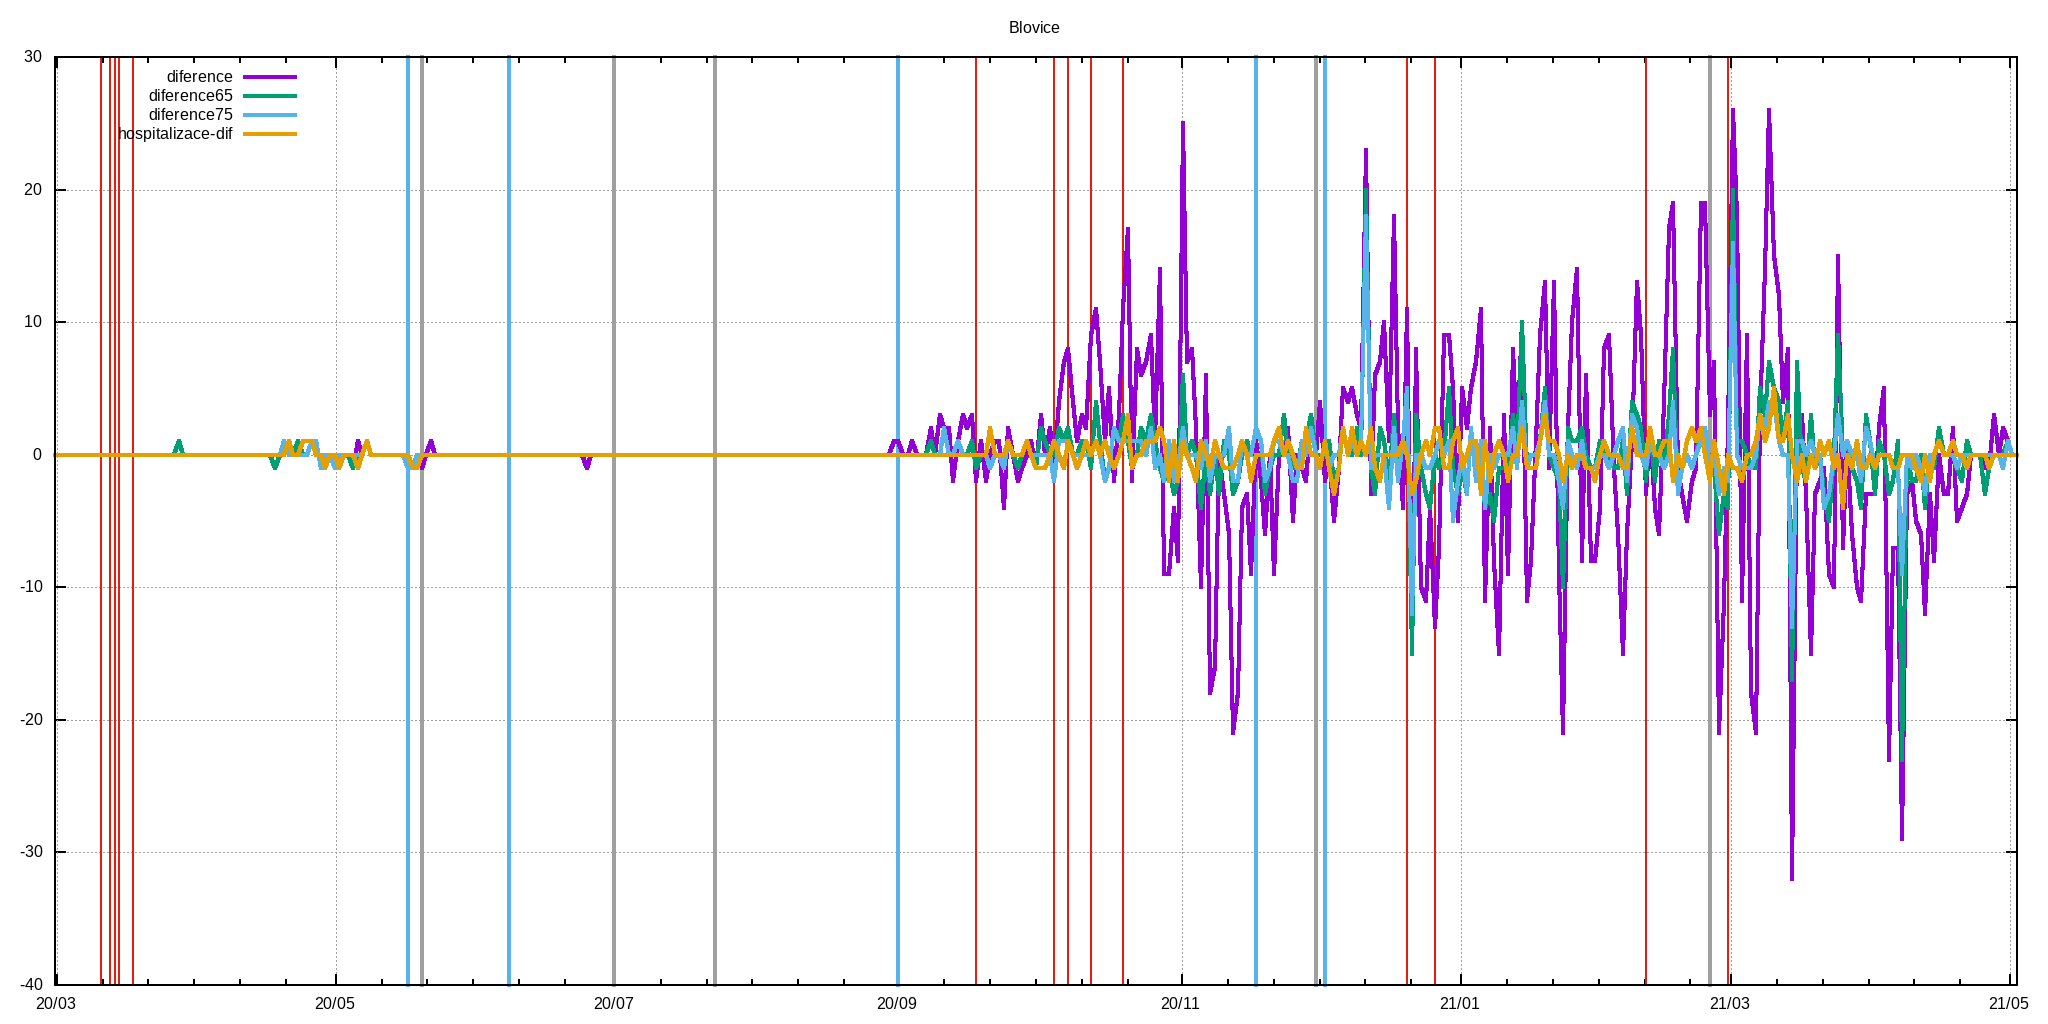 Blovice
30
diference
diference65
diference75
hospitalizace-dif
20
10
0
-10
-20
-30
-40
20/03 20/05 20/07 20/09 20/11 21/01 21/03 21/05